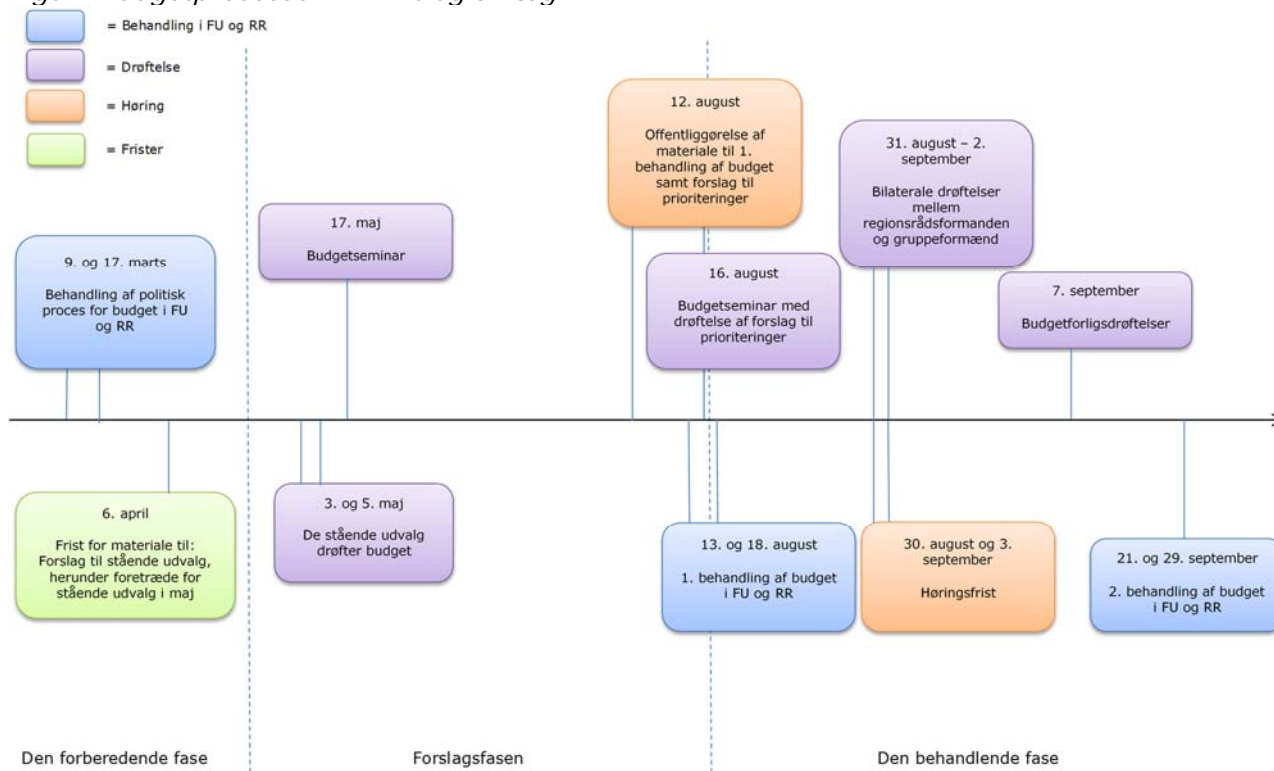 = Behandling i FU og RR
= Drøftelse
= Høring
= Frister
9. og 17. marts
Behandling af politisk
proces for budget i FU
og RR
17. maj
Budgetseminar
12. august
Offentliggørelse af
materiale til 1.
behandling af budget
samt forslag til
prioriteringer
16. august
Budgetseminar med
drøftelse af forslag til
prioriteringer
31. august – 2.
september
Bilaterale drøftelser
mellem
regionsrådsformanden
og gruppeformænd
7. september
Budgetforligsdrøftelser
6. april
Frist for materiale til:
Forslag til stående udvalg,
herunder foretræde for
stående udvalg i maj
3. og 5. maj
De stående udvalg
drøfter budget
13. og 18. august
1. behandling af budget
i FU og RR
30. august og 3.
september
Høringsfrist
21. og 29. september
2. behandling af budget
i FU og RR
Den forberedende fase
Forslagsfasen
Den behandlende fase